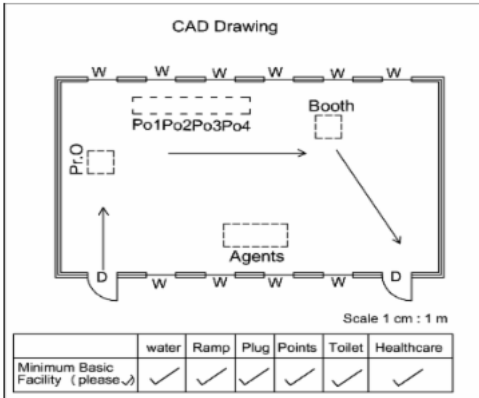 CAD Drawing
W W W W W W
Po1Po2Po3Po4
Booth
Pr.O
Agents
D W W W W D
Scale 1 cm : 1 m
water Ramp Plug Points Toilet Healthcare
Minimum Basic
Facility ( please ✓) ✓ ✓ ✓ ✓ ✓ ✓